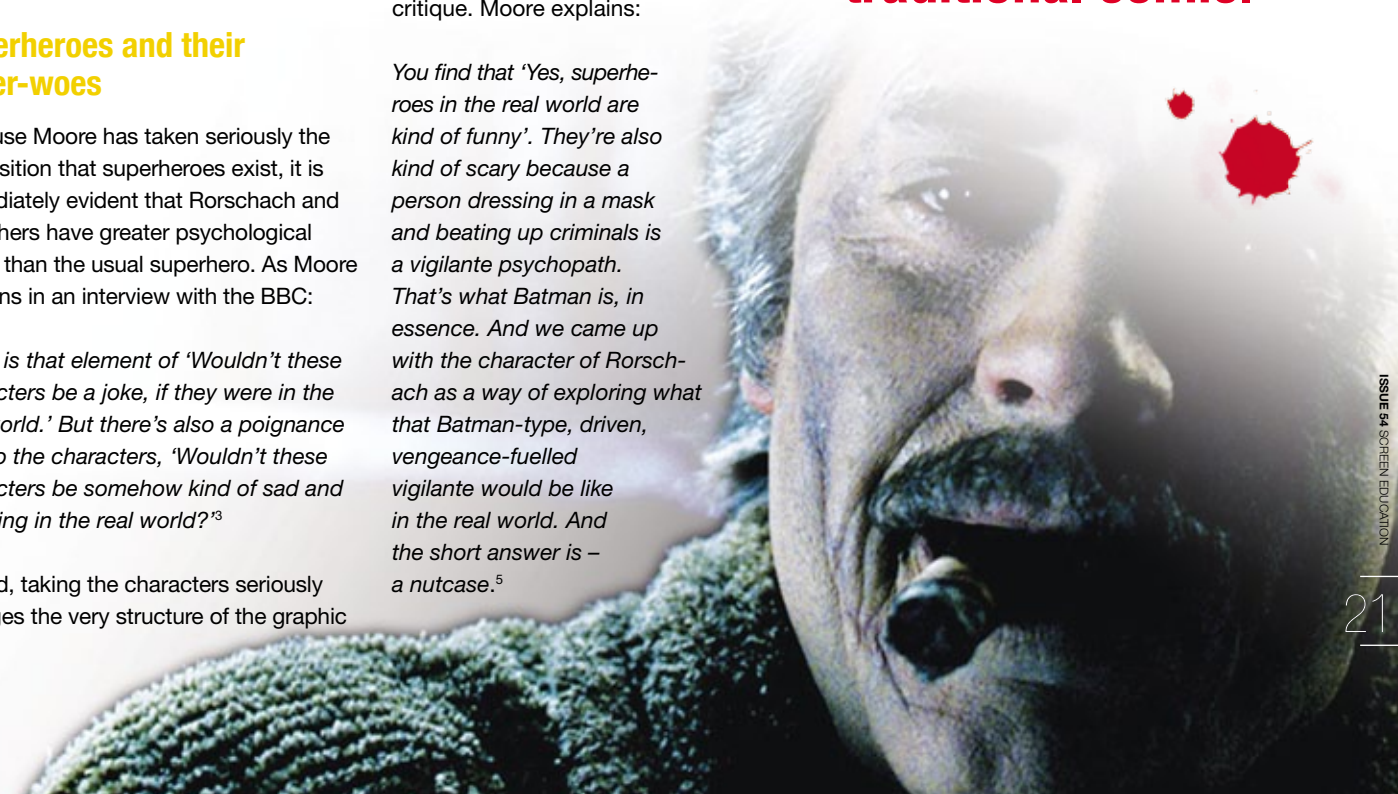 erheroes and their
er-woes
use Moore has taken seriously the
sition that superheroes exist, it is
diately evident that Rorschach and
hers have greater psychological
than the usual superhero. As Moore
ns in an interview with the BBC:
is that element of ‘Wouldn’t these
cters be a joke, if they were in the
orld.’ But there’s also a poignance
o the characters, ‘Wouldn’t these
cters be somehow kind of sad and
ing in the real world?’³
d, taking the characters seriously
ges the very structure of the graphic
critique. Moore explains:
You find that ‘Yes, superhe-
roes in the real world are
kind of funny’. They’re also
kind of scary because a
person dressing in a mask
and beating up criminals is
a vigilante psychopath.
That’s what Batman is, in
essence. And we came up
with the character of Rorsch-
ach as a way of exploring what
that Batman-type, driven,
vengeance-fuelled
vigilante would be like
in the real world. And
the short answer is –
a nutcase.⁵
traditional comic.
ISSUE 54 SCREEN EDUCATION
21